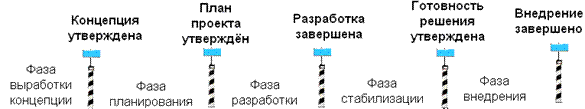 Концепция
утверждена
План
проекта
утверждён
Разработка
завершена
Готовность
решения
утверждена
Внедрение
завершено
Фаза
выработки
концепции
Фаза
планирования
Фаза
разработки
Фаза
стабилизации
Фаза
внедрения